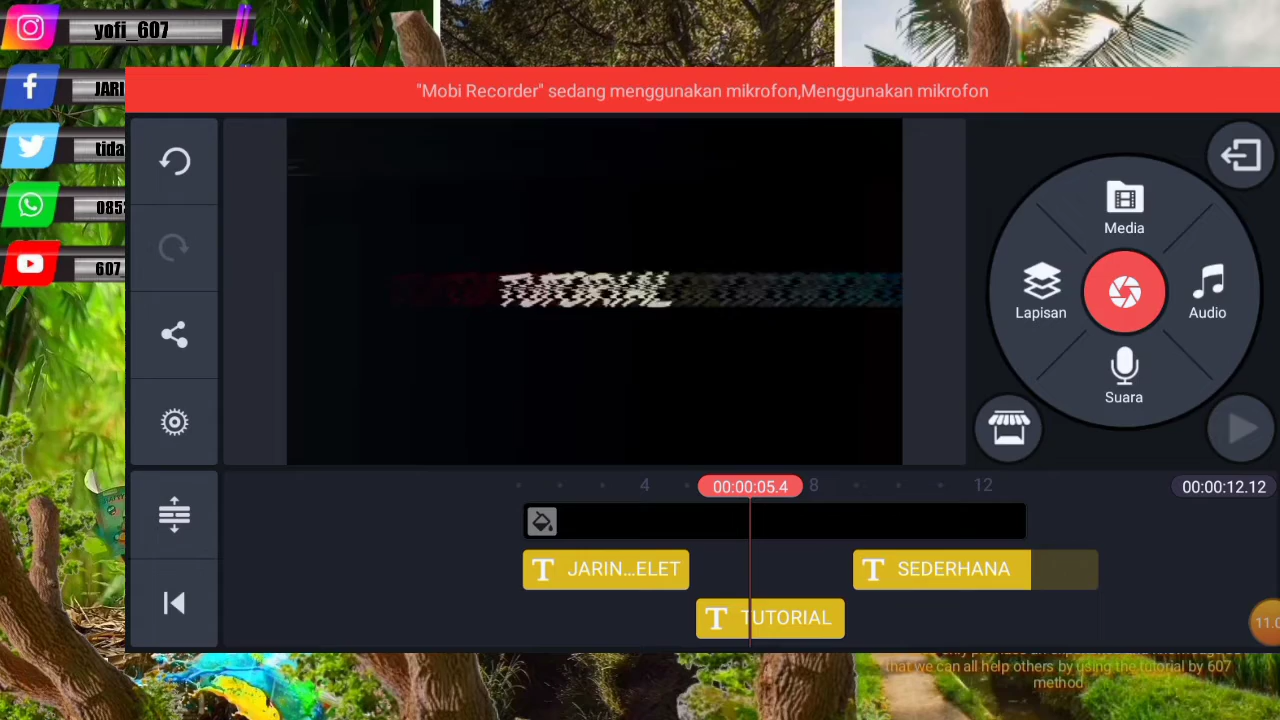 yofi_607
JARI
"Mobi Recorder" sedang menggunakan mikrofon,Menggunakan mikrofon
tida
085
607
TUTORIAL
Media
Lapisan
Audio
Suara
4
00:00:05.4
8
12
00:00:12.12
T JARIN...ELET
T SEDERHANA
T TUTORIAL
11.0
that we can all help others by using the tutorial by 607
method